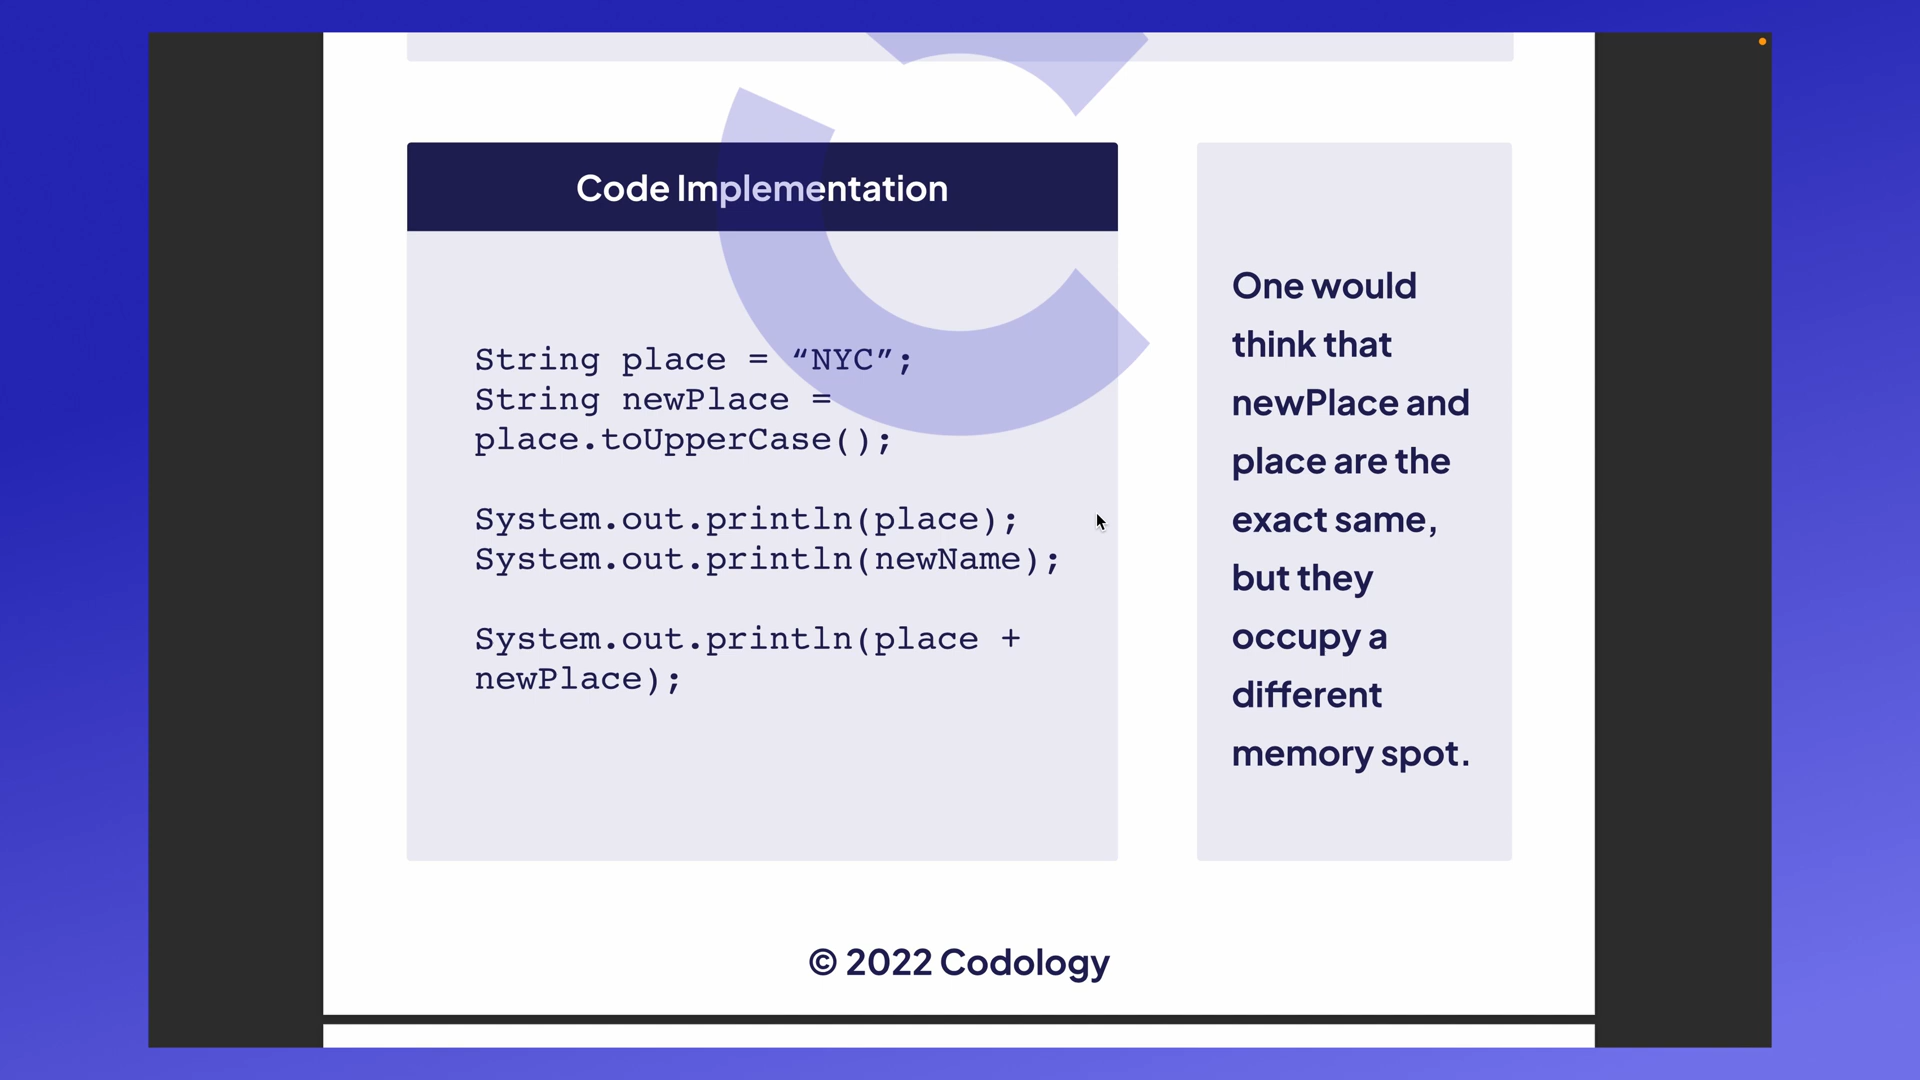 Code Implementation
String place = “NYC”;
String newPlace =
place.toUpperCase();
System.out.println(place);
System.out.println(newName);
System.out.println(place +
newPlace);
One would
think that
newPlace and
place are the
exact same,
but they
occupy a
different
memory spot.
© 2022 Codology